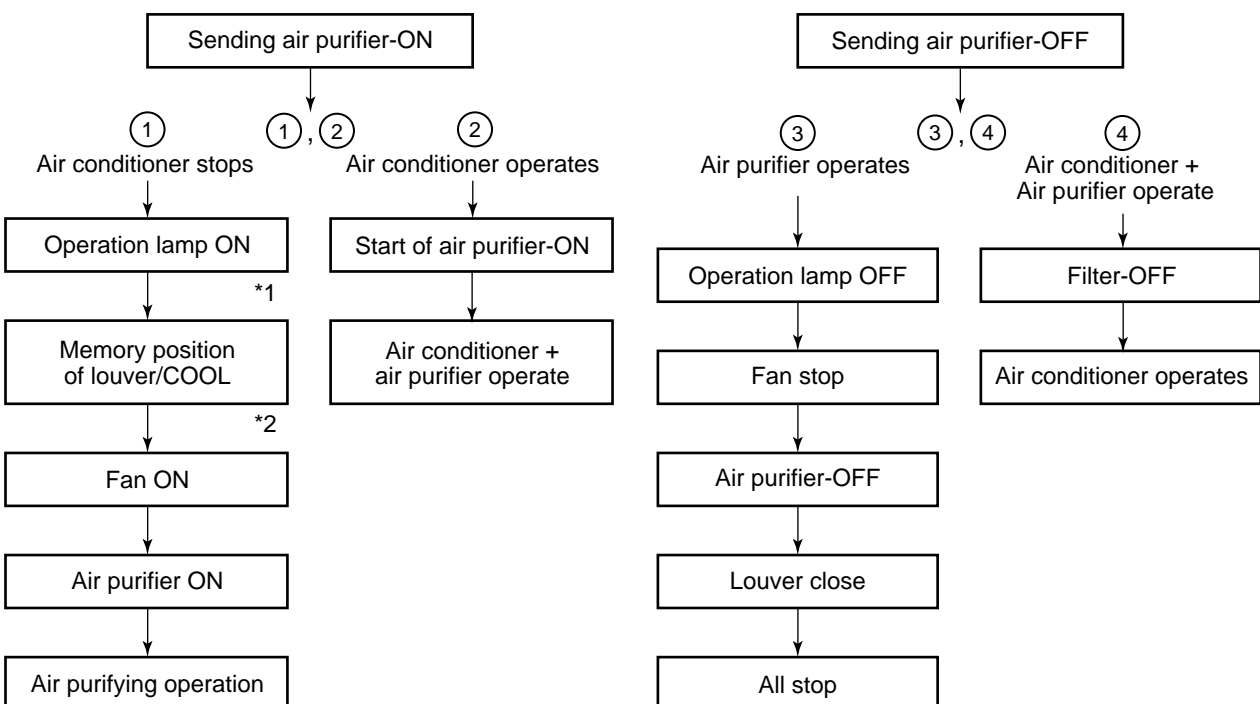 Sending air purifier-ON
1 , 2
1
Air conditioner stops
Operation lamp ON
*1
Memory position
of louver/COOL
*2
Fan ON
Air purifier ON
Air purifying operation
2
Air conditioner operates
Start of air purifier-ON
Air conditioner +
air purifier operate
Sending air purifier-OFF
3 , 4
3
Air purifier operates
Operation lamp OFF
Fan stop
Air purifier-OFF
Louver close
All stop
4
Air conditioner +
Air purifier operate
Filter-OFF
Air conditioner operates